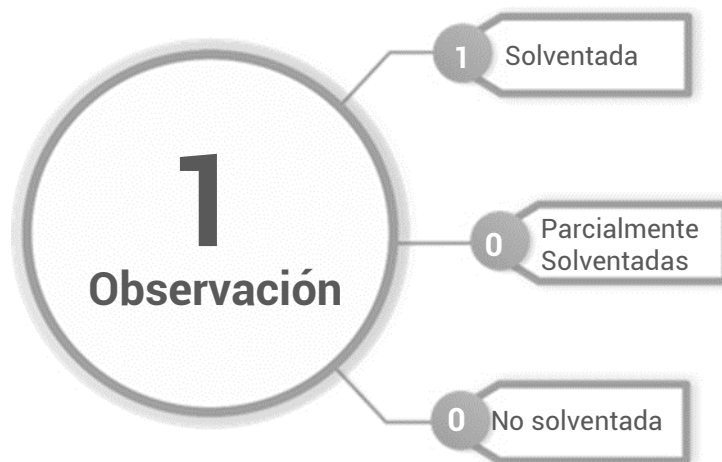 1
Observación
1 Solventada
0 Parcialmente
Solventadas
0 No solventada